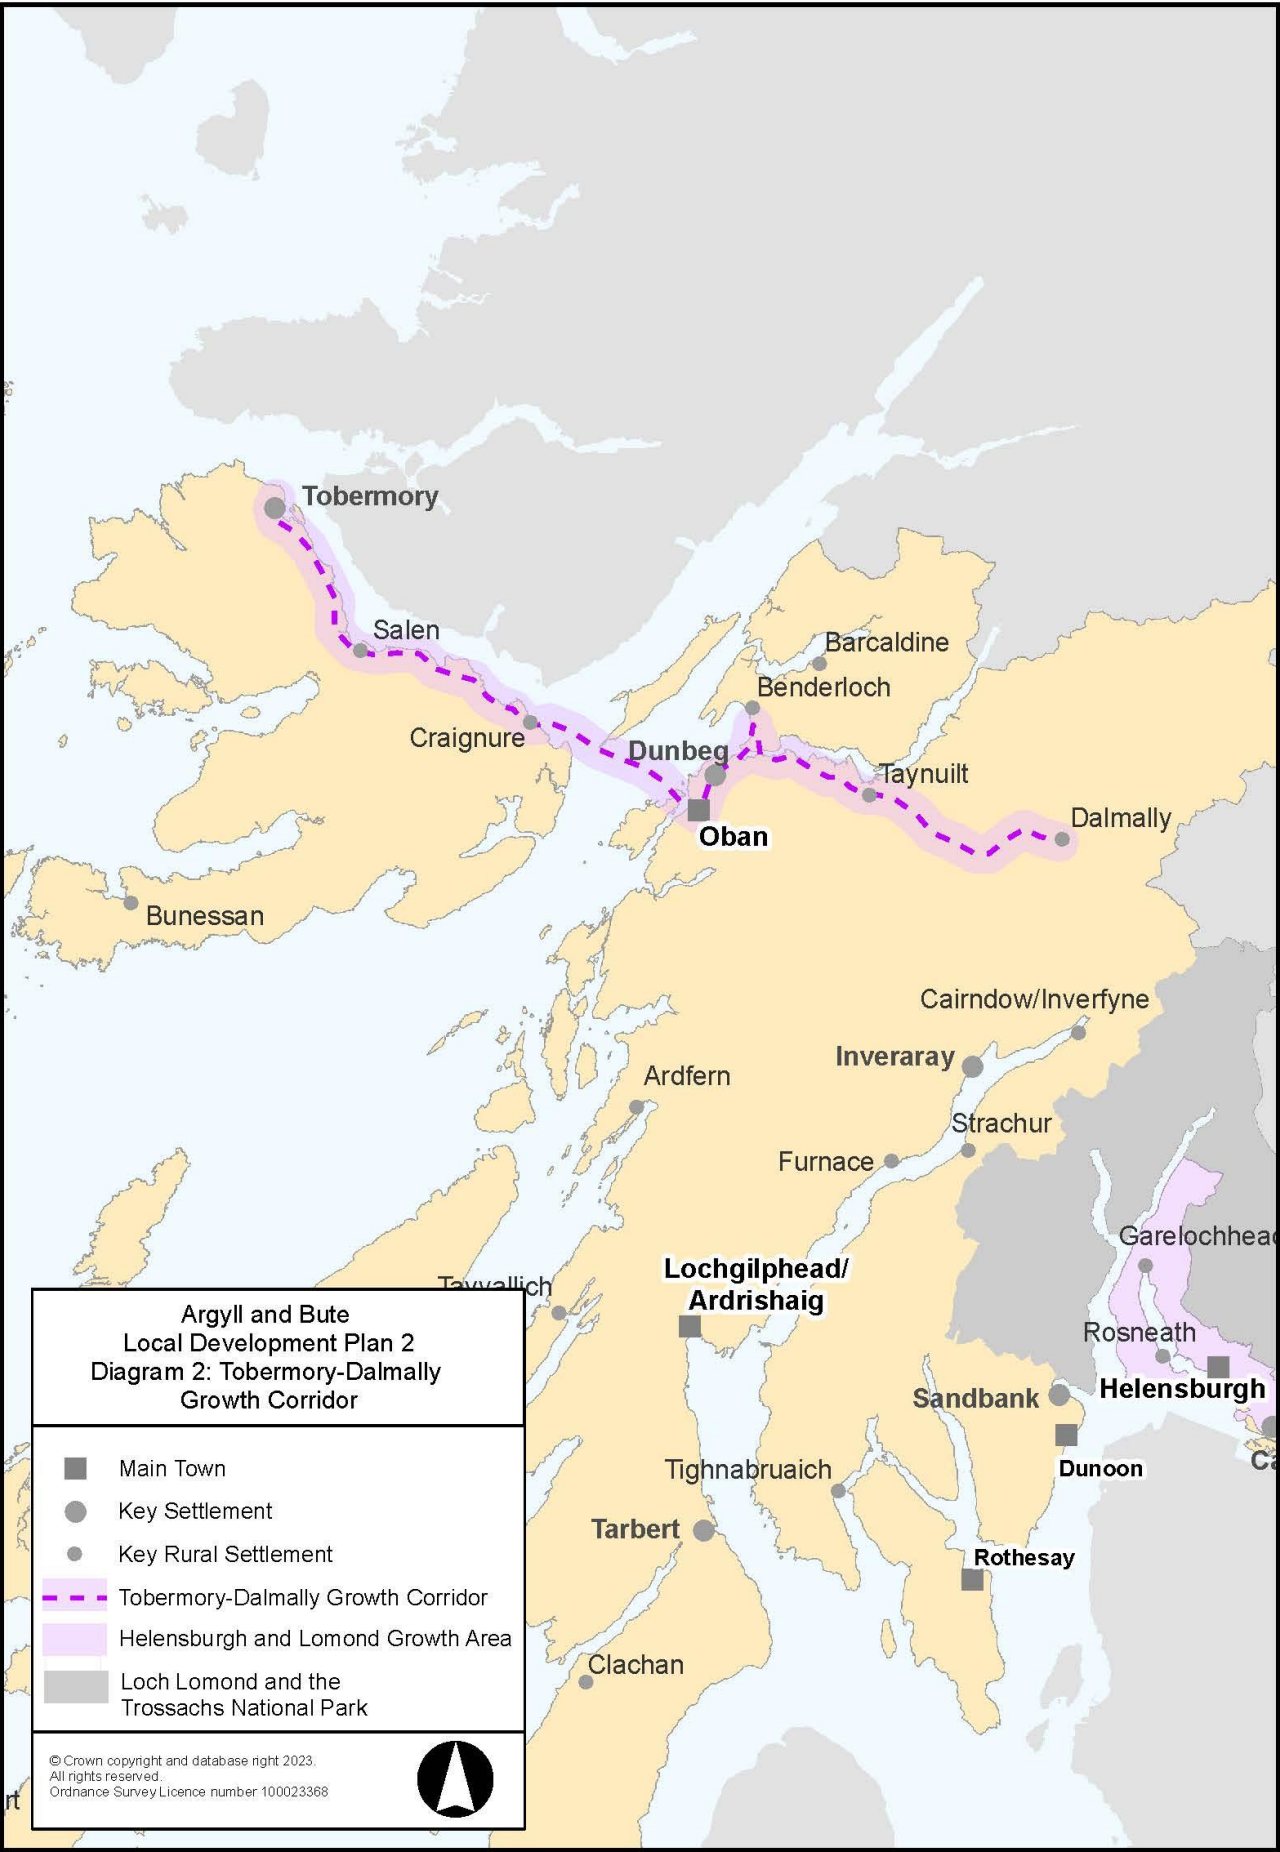 Tobermory
Salen
Barcaldine
Benderloch
Craignure
Dunbeg
Taynuilt
Dalmally
Oban
Bunessan
Cairndow/Inverfyne
Inveraray
Ardfern
Strachur
Furnace
Garelochhead
Lochgilphead/
Ardrishaig
Tayvallich
Rosneath
Helensburgh
Sandbank
Dunoon
Ca
Tighnabruaich
Tarbert
Rothesay
Clachan
rt
Argyll and Bute
Local Development Plan 2
Diagram 2: Tobermory-Dalmally
Growth Corridor
Main Town
Key Settlement
Key Rural Settlement
Tobermory-Dalmally Growth Corridor
Helensburgh and Lomond Growth Area
Loch Lomond and the
Trossachs National Park
© Crown copyright and database right 2023.
All rights reserved.
Ordnance Survey Licence number 100023368